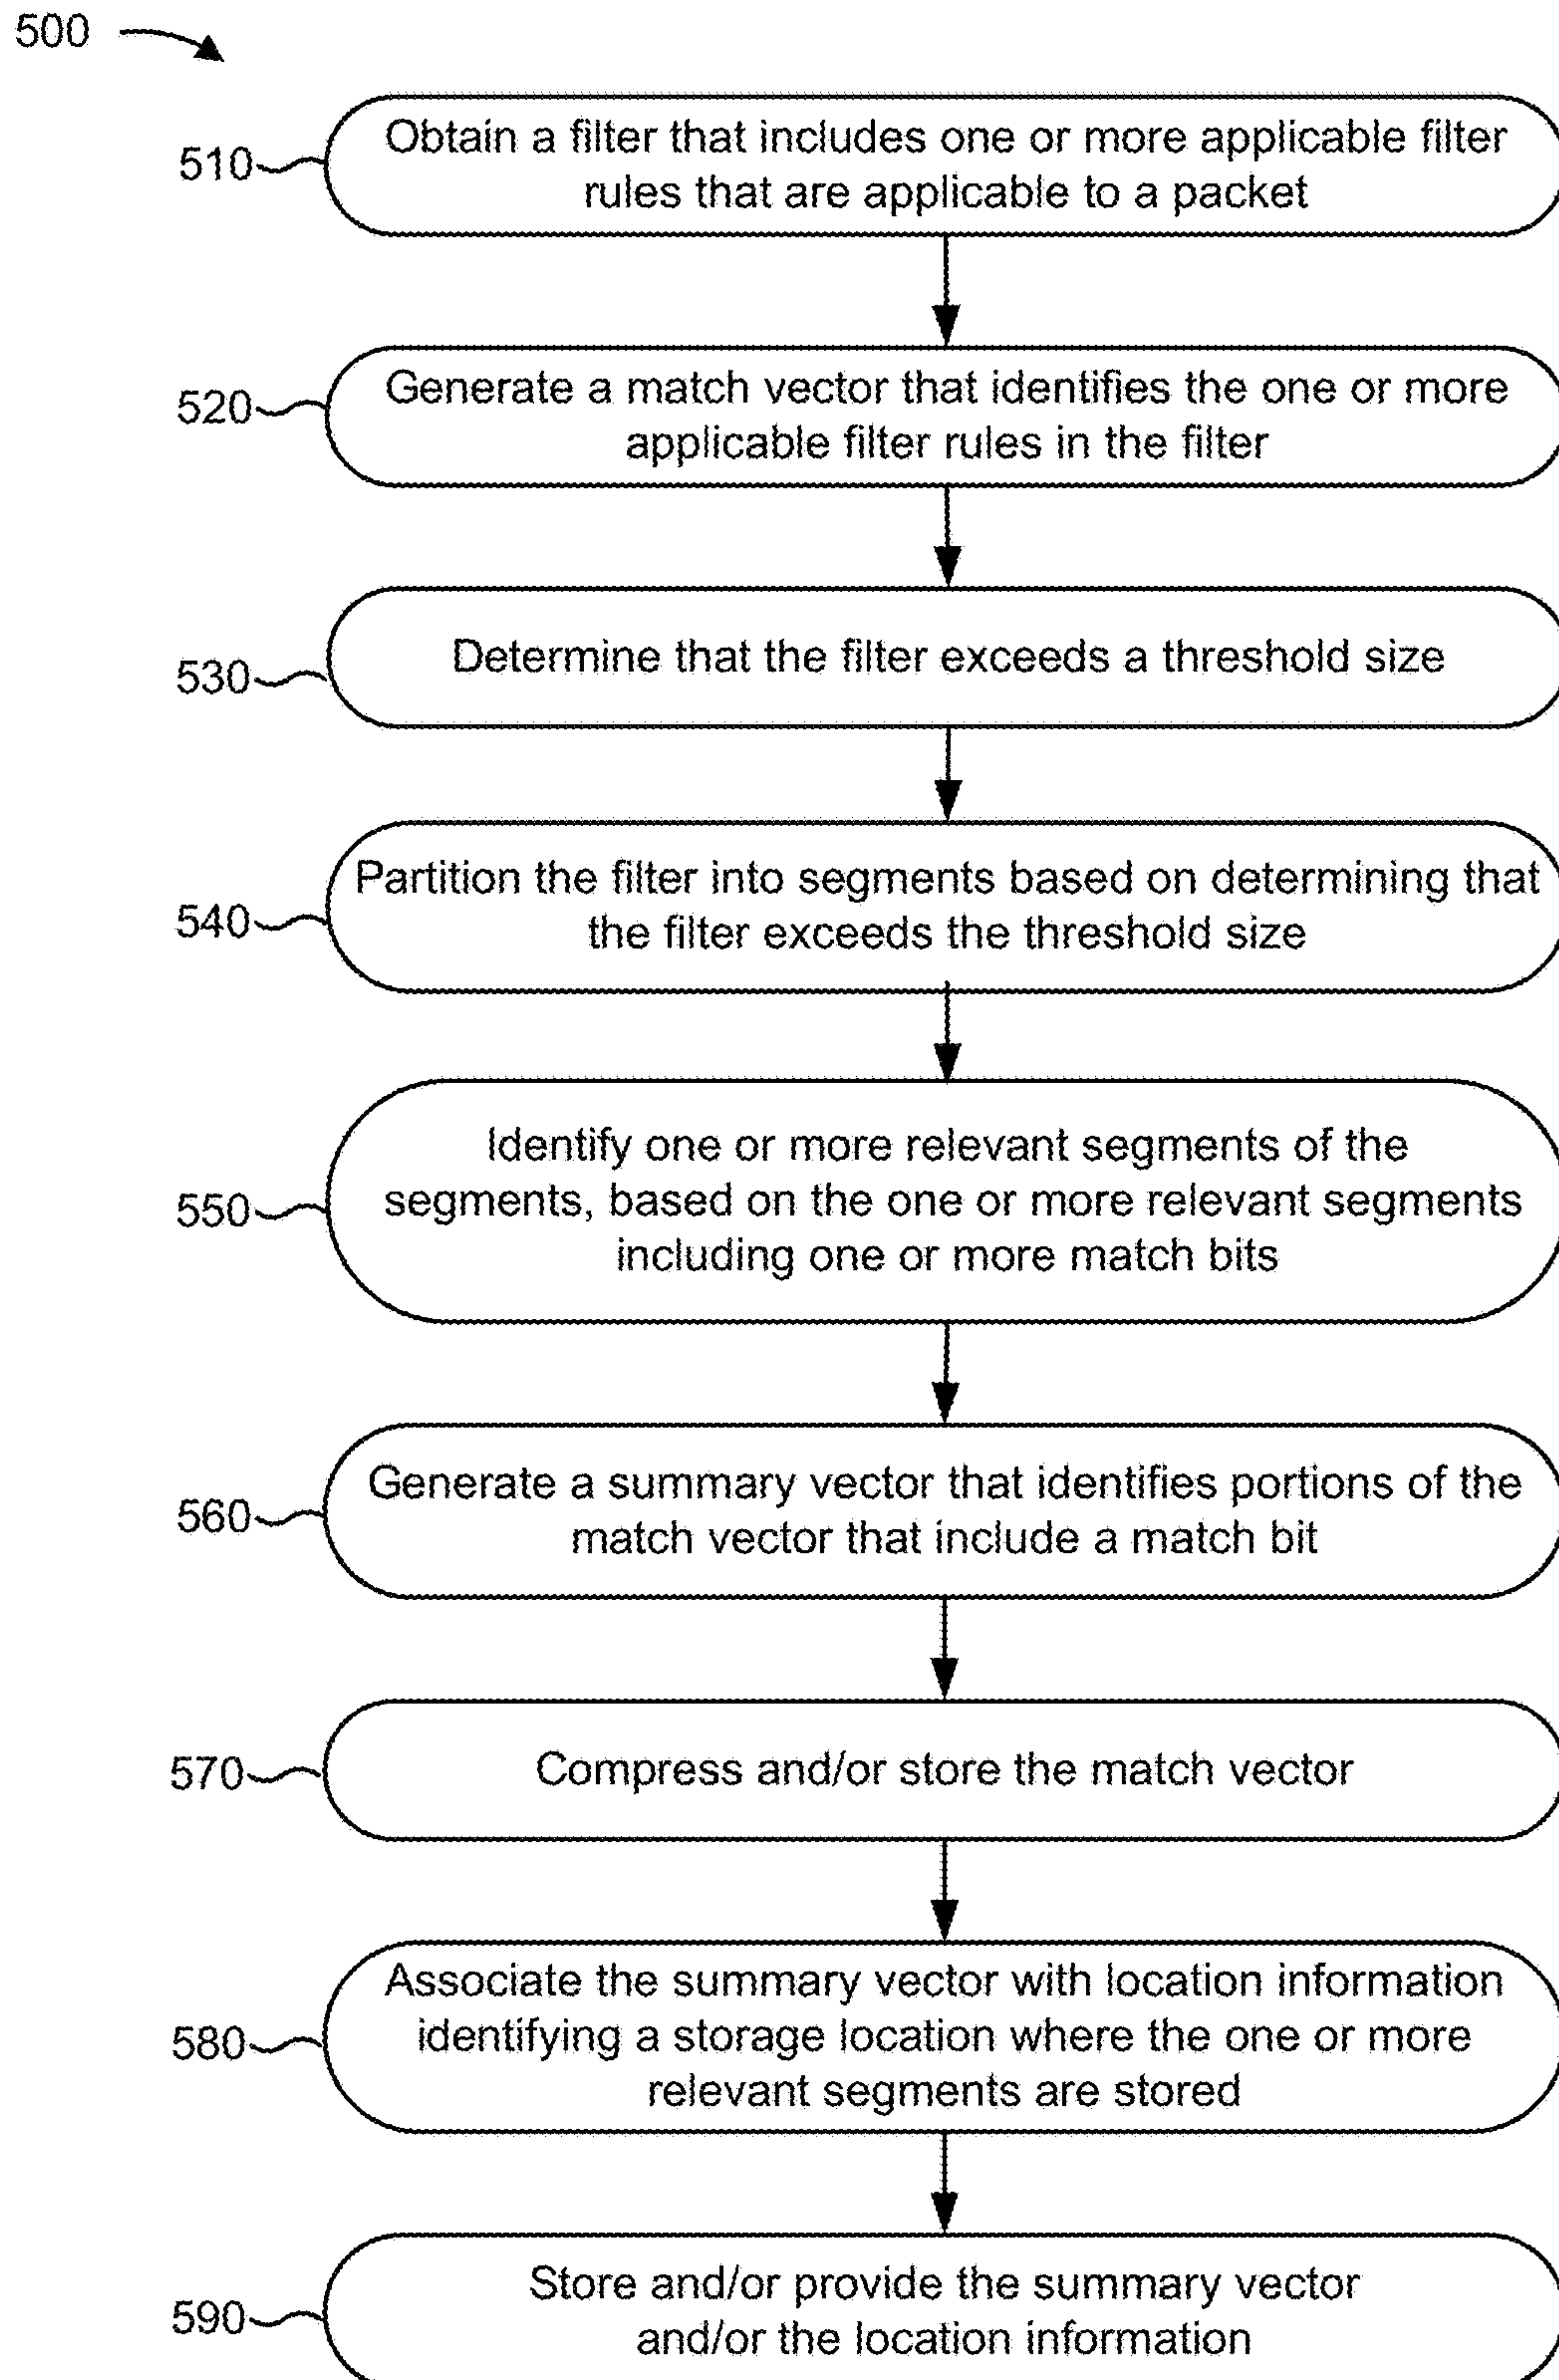 500
510
Obtain a filter that includes one or more applicable filter
rules that are applicable to a packet
520
Generate a match vector that identifies the one or more
applicable filter rules in the filter
530
Determine that the filter exceeds a threshold size
540
Partition the filter into segments based on determining that
the filter exceeds the threshold size
550
Identify one or more relevant segments of the
segments, based on the one or more relevant segments
including one or more match bits
560
Generate a summary vector that identifies portions of the
match vector that include a match bit
570
Compress and/or store the match vector
580
Associate the summary vector with location information
identifying a storage location where the one or more
relevant segments are stored
590
Store and/or provide the summary vector
and/or the location information